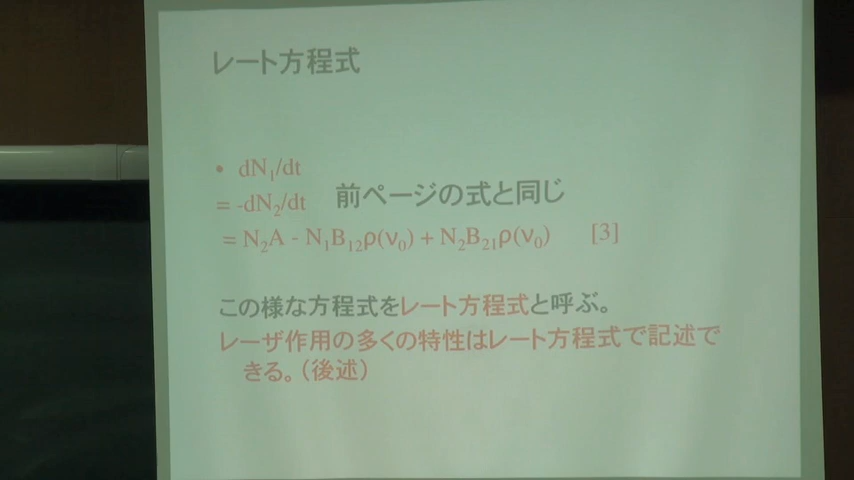 レート方程式
• dN₁/dt
= -dN₂/dt 前ページの式と同じ
= N₂A - N₁B₁₂ρ(ν₀) + N₂B₂₁ρ(ν₀) [3]
この様な方程式をレート方程式と呼ぶ。
レーザ作用の多くの特性はレート方程式で記述で
きる。（後述）